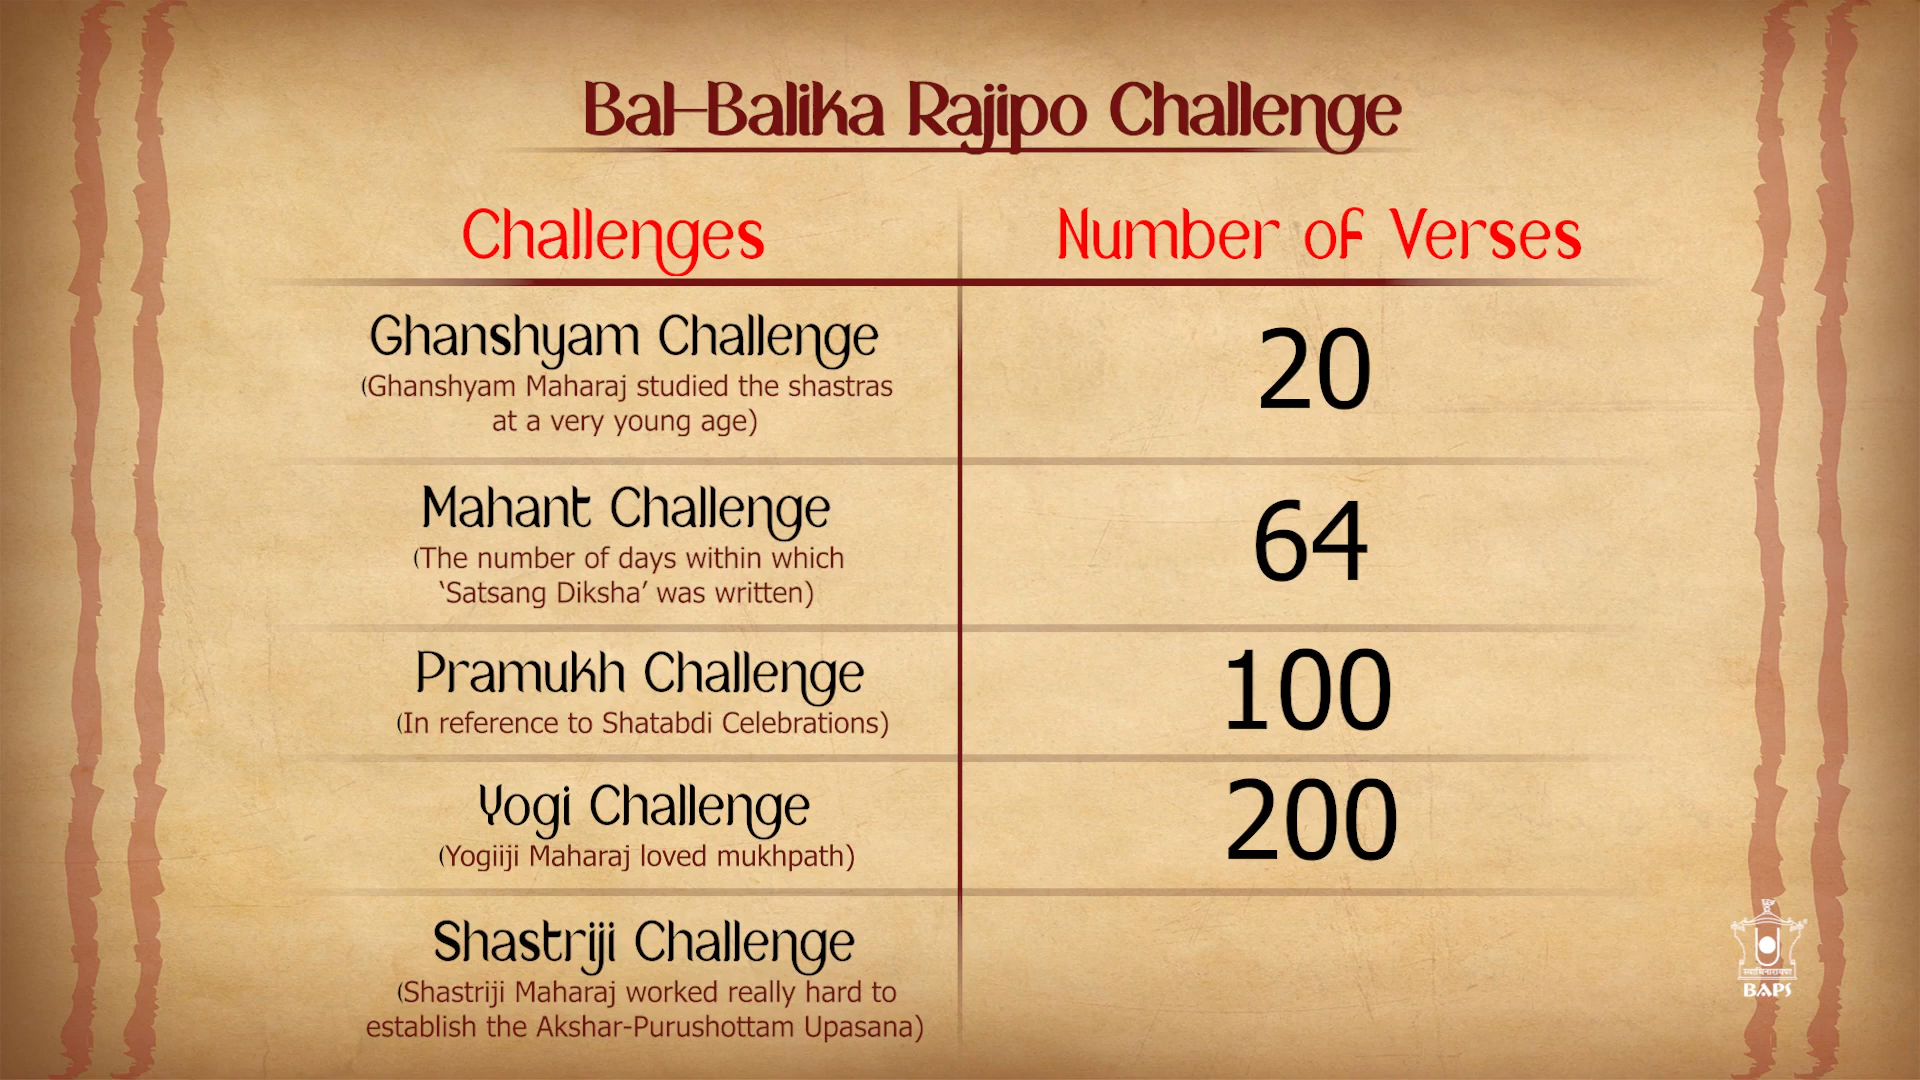 Bal-Balika Rajipo Challenge
Challenges
Number of Verses
Ghanshyam Challenge
(Ghanshyam Maharaj studied the shastras
at a very young age)
20
Mahant Challenge
(The number of days within which
‘Satsang Diksha’ was written)
64
Pramukh Challenge
(In reference to Shatabdi Celebrations)
100
Yogi Challenge
(Yogiiji Maharaj loved mukhpath)
200
Shastriji Challenge
(Shastriji Maharaj worked really hard to
establish the Akshar-Purushottam Upasana)
स्वामिनारायण
BAPS